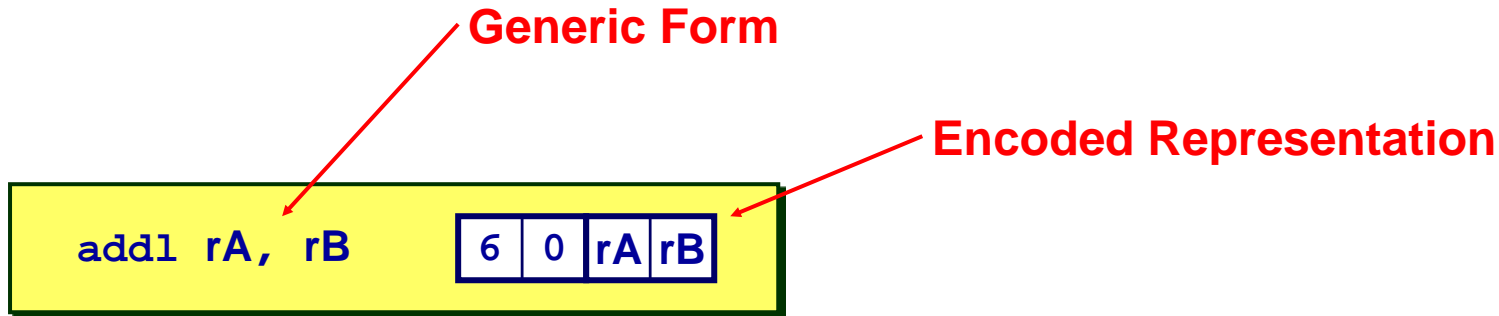 Generic Form
Encoded Representation
addl rA, rB 6 0 rA rB